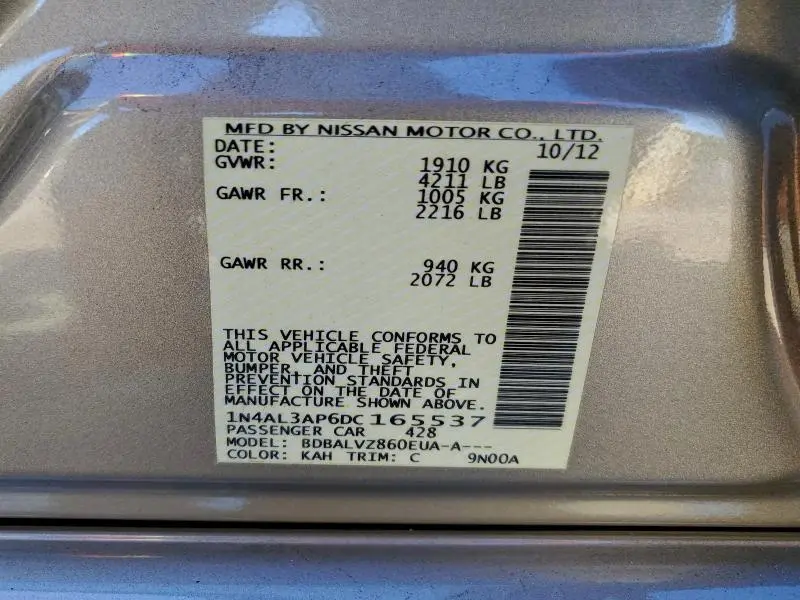 MFD BY NISSAN MOTOR CO., LTD.
DATE: 10/12
GVWR: 1910 KG
4211 LB
GAWR FR.: 1005 KG
2216 LB
GAWR RR.: 940 KG
2072 LB
THIS VEHICLE CONFORMS TO
ALL APPLICABLE FEDERAL
MOTOR VEHICLE SAFETY,
BUMPER, AND THEFT
PREVENTION STANDARDS IN
EFFECT ON THE DATE OF
MANUFACTURE SHOWN ABOVE.
1N4AL3AP6DC165537
PASSENGER CAR 428
MODEL: BDBALVZ860EUA-A---
COLOR: KAH TRIM: C 9N00A